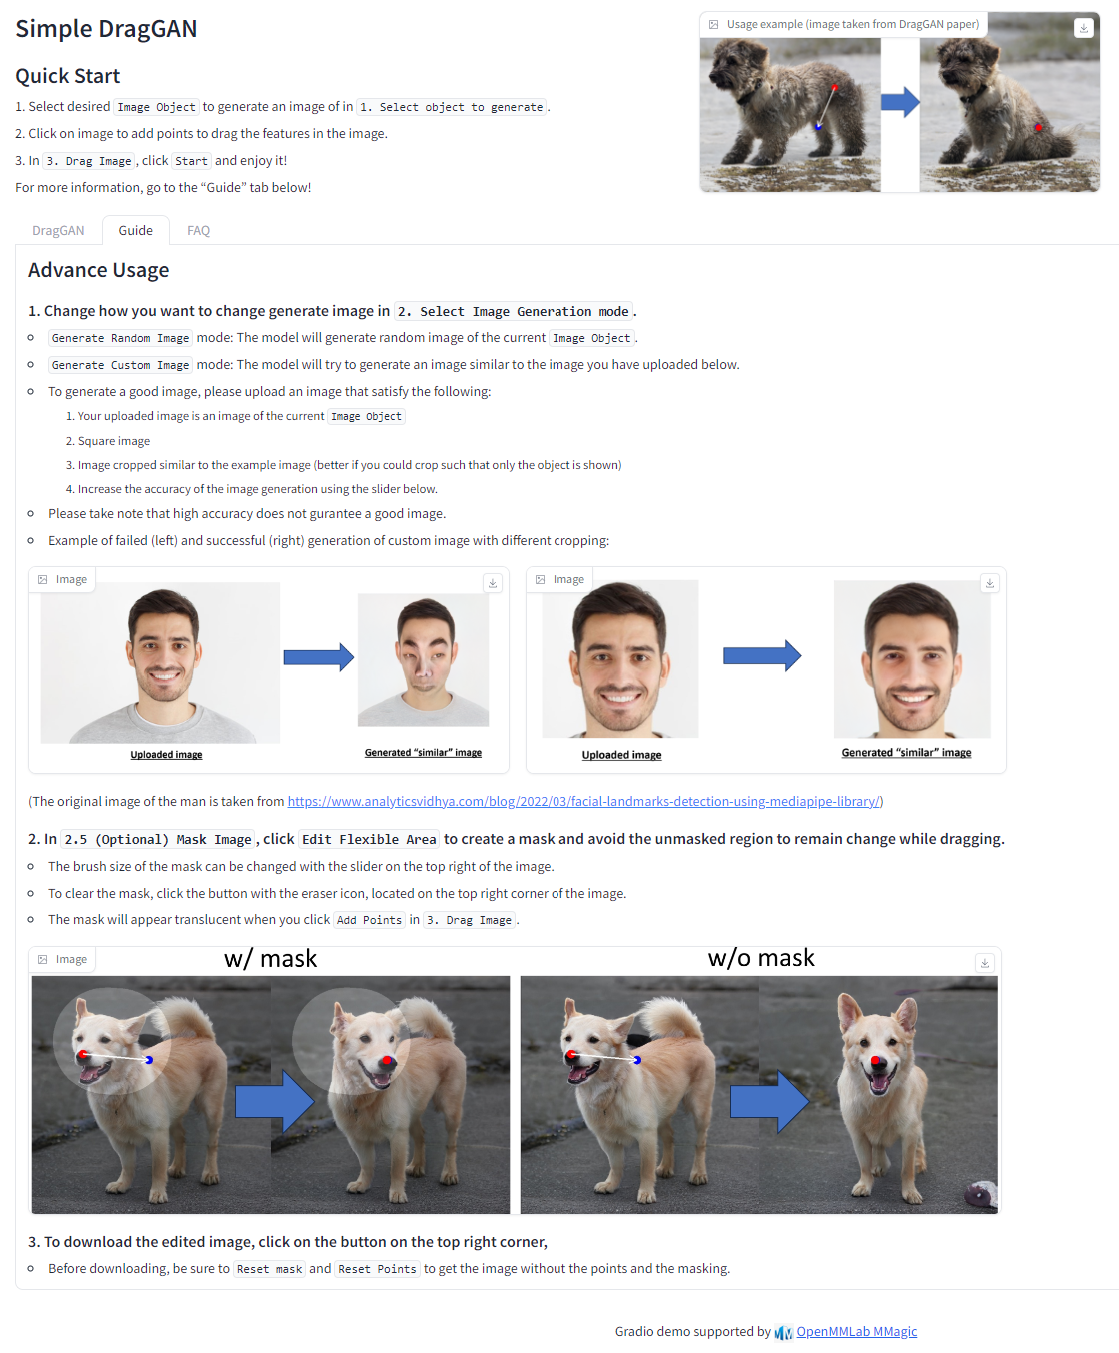 Simple DragGAN
Usage example (image taken from DragGAN paper)
Quick Start
1. Select desired Image Object to generate an image of in 1. Select object to generate.
2. Click on image to add points to drag the features in the image.
3. In 3. Drag Image, click Start and enjoy it!
For more information, go to the “Guide” tab below!
DragGAN Guide FAQ
Advance Usage
1. Change how you want to change generate image in 2. Select Image Generation mode.
Generate Random Image mode: The model will generate random image of the current Image Object.
Generate Custom Image mode: The model will try to generate an image similar to the image you have uploaded below.
To generate a good image, please upload an image that satisfy the following:
1. Your uploaded image is an image of the current Image Object
2. Square image
3. Image cropped similar to the example image (better if you could crop such that only the object is shown)
4. Increase the accuracy of the image generation using the slider below.
Please take note that high accuracy does not gurantee a good image.
Example of failed (left) and successful (right) generation of custom image with different cropping:
Image
Uploaded image
Generated “similar” image
Image
Uploaded image
Generated “similar” image
(The original image of the man is taken from https://www.analyticsvidhya.com/blog/2022/03/facial-landmarks-detection-using-mediapipe-library/)
2. In 2.5 (Optional) Mask Image, click Edit Flexible Area to create a mask and avoid the unmasked region to remain change while dragging.
The brush size of the mask can be changed with the slider on the top right of the image.
To clear the mask, click the button with the eraser icon, located on the top right corner of the image.
The mask will appear translucent when you click Add Points in 3. Drag Image.
Image
w/ mask
w/o mask
3. To download the edited image, click on the button on the top right corner,
Before downloading, be sure to Reset mask and Reset Points to get the image without the points and the masking.
Gradio demo supported by OpenMMLab MMagic